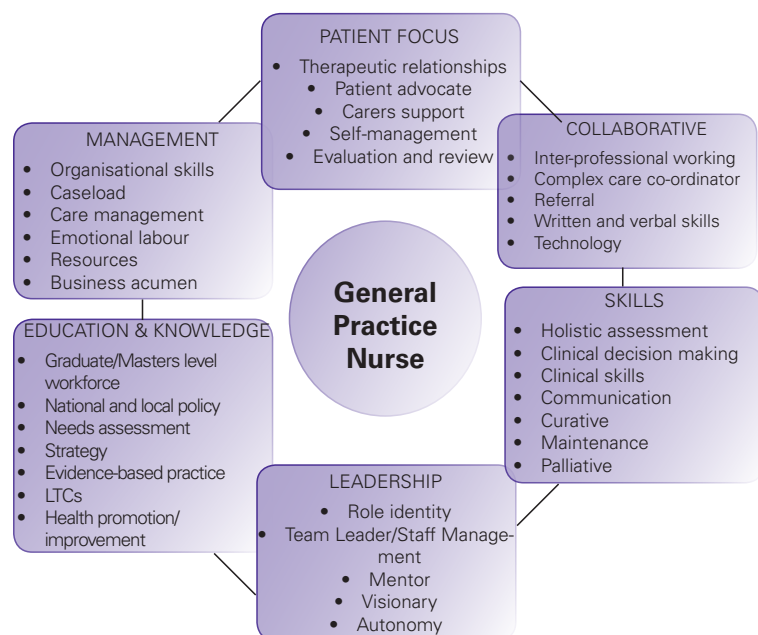 PATIENT FOCUS
• Therapeutic relationships
• Patient advocate
• Carers support
• Self-management
• Evaluation and review
COLLABORATIVE
• Inter-professional working
• Complex care co-ordinator
• Referral
• Written and verbal skills
• Technology
MANAGEMENT
• Organisational skills
• Caseload
• Care management
• Emotional labour
• Resources
• Business acumen
General
Practice
Nurse
SKILLS
• Holistic assessment
• Clinical decision making
• Clinical skills
• Communication
• Curative
• Maintenance
• Palliative
EDUCATION & KNOWLEDGE
• Graduate/Masters level
workforce
• National and local policy
• Needs assessment
• Strategy
• Evidence-based practice
• LTCs
• Health promotion/
improvement
LEADERSHIP
• Role identity
• Team Leader/Staff Manage-
ment
• Mentor
• Visionary
• Autonomy